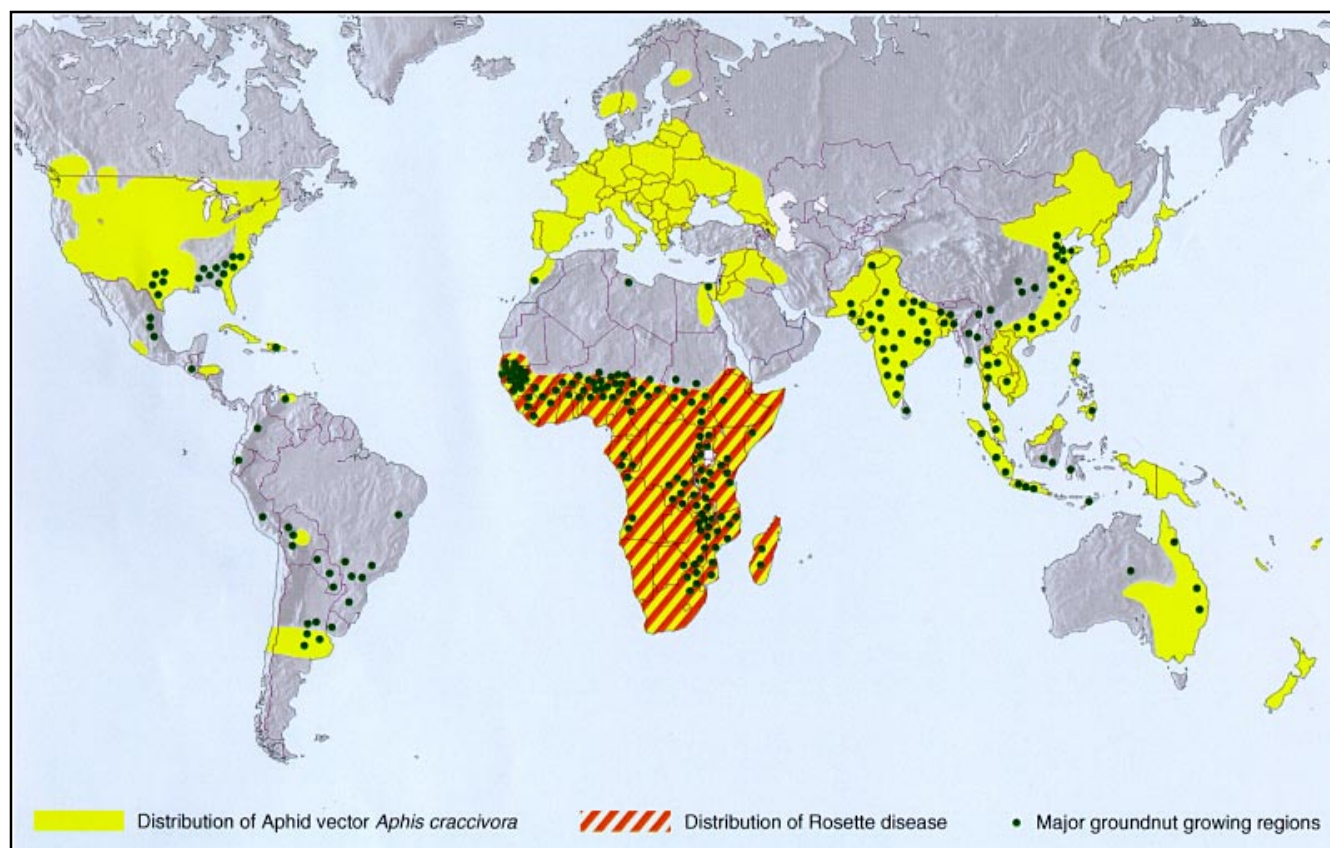 Distribution of Aphid vector Aphis craccivora
Distribution of Rosette disease
Major groundnut growing regions